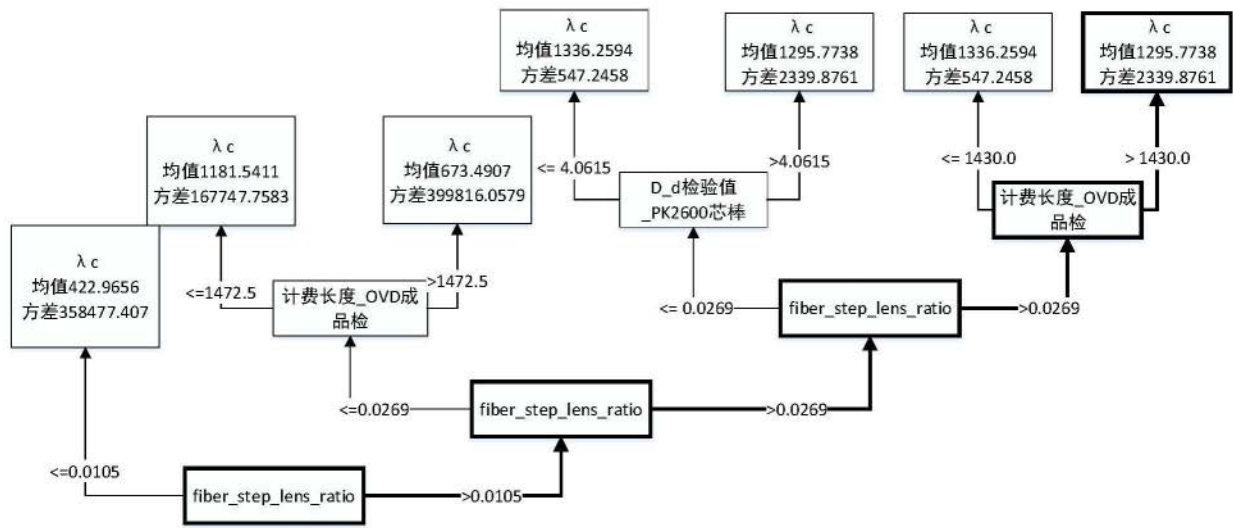 λ c
均值1336.2594
方差547.2458
λ c
均值1295.7738
方差2339.8761
λ c
均值1336.2594
方差547.2458
λ c
均值1295.7738
方差2339.8761
λ c
均值1181.5411
方差167747.7583
λ c
均值673.4907
方差399816.0579
<= 4.0615
>4.0615
<= 1430.0
> 1430.0
D_d检验值
_PK2600芯棒
计费长度_OVD成
品检
λ c
均值422.9656
方差358477.407
<=1472.5
>1472.5
计费长度_OVD成
品检
<= 0.0269
fiber_step_lens_ratio
>0.0269
<=0.0269
fiber_step_lens_ratio
>0.0269
<=0.0105
fiber_step_lens_ratio
>0.0105